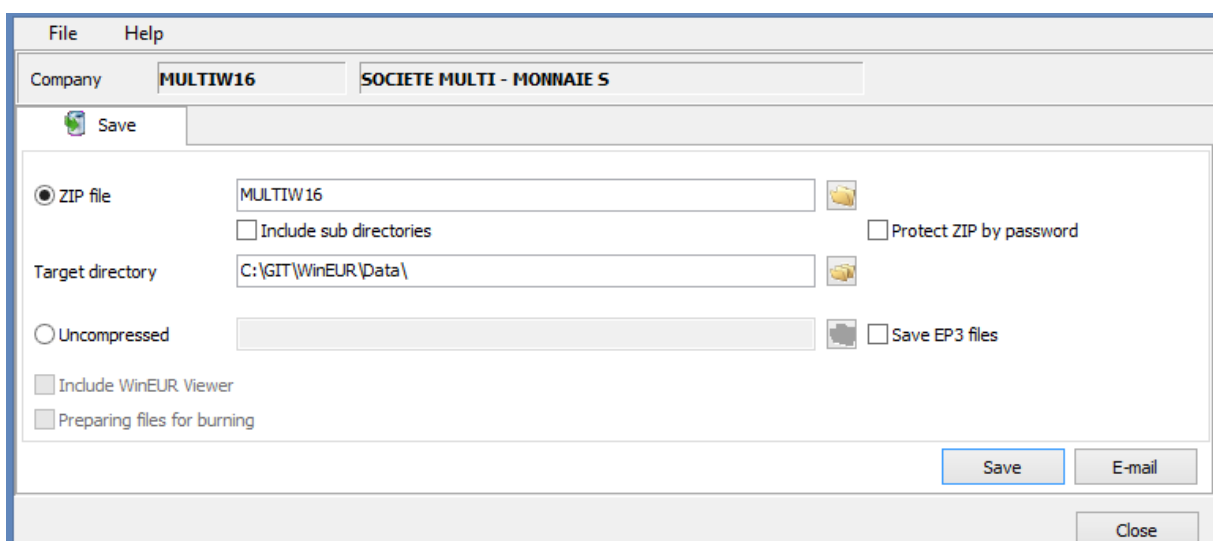 File Help
Company MULTIW16 SOCIETE MULTI - MONNAIE S
Save
ZIP file MULTIW16
Include sub directories Protect ZIP by password
Target directory C:\GIT\WinEUR\Data\
Uncompressed Save EP3 files
Include WinEUR Viewer
Preparing files for burning
Save E-mail
Close